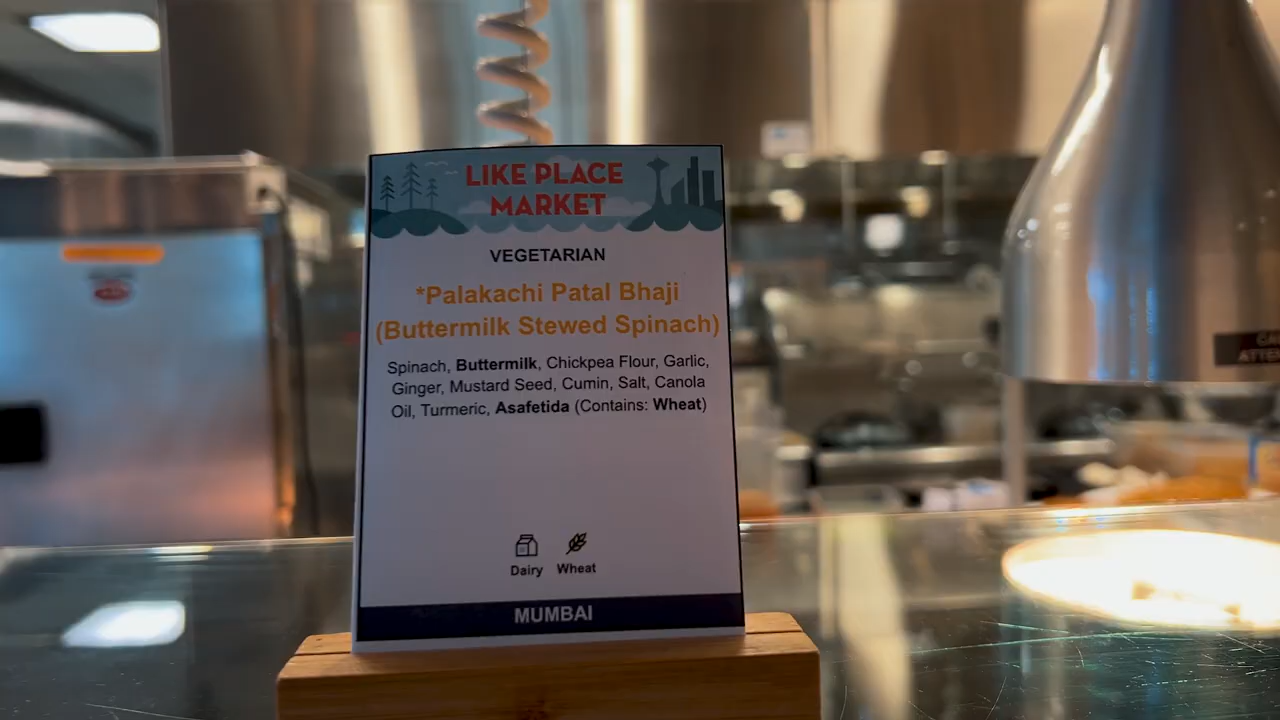 LIKE PLACE
MARKET
VEGETARIAN
*Palakachi Patal Bhaji
(Buttermilk Stewed Spinach)
Spinach, Buttermilk, Chickpea Flour, Garlic,
Ginger, Mustard Seed, Cumin, Salt, Canola
Oil, Turmeric, Asafetida (Contains: Wheat)
Dairy Wheat
MUMBAI